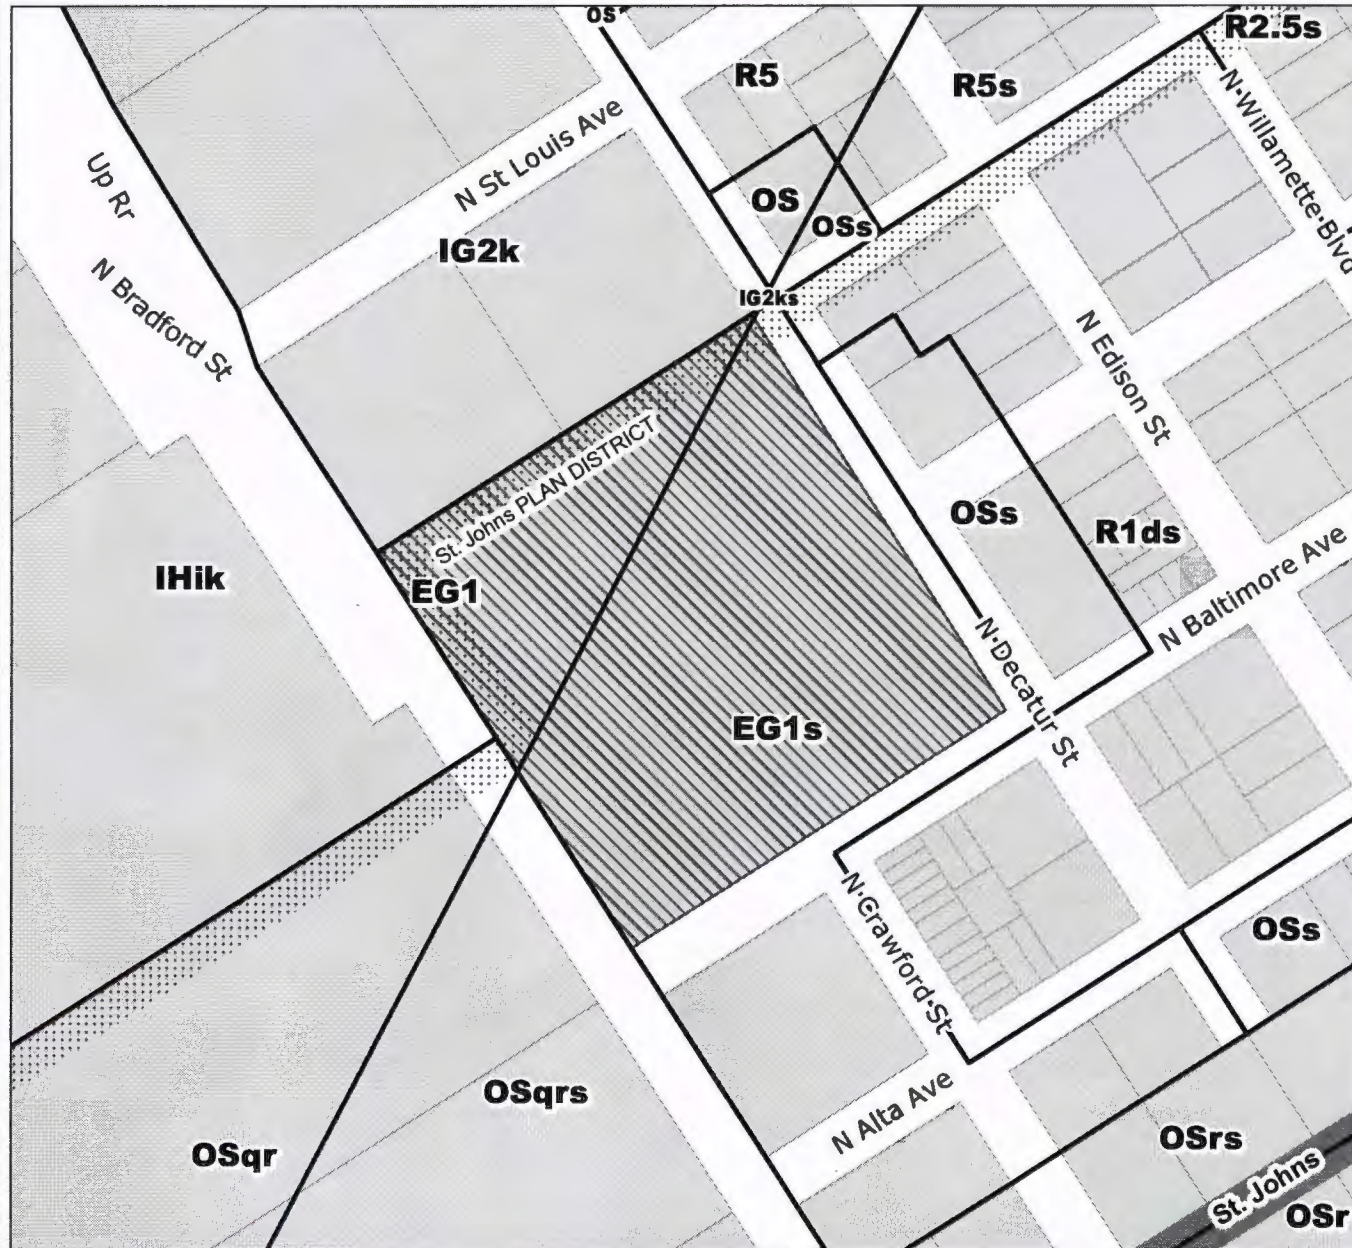 OS
R2.5s
R5
R5s
N Willamette Blvd
Up Rr
N St Louis Ave
OS
OSs
IG2k
N Bradford St
IG2ks
N Edison St
St. Johns PLAN DISTRICT
OSs
R1ds
IHik
EG1
N Baltimore Ave
N Decatur St
EG1s
N Crawford St
OSs
OSqrs
N Alta Ave
OSqr
OSrs
St. Johns
OSr